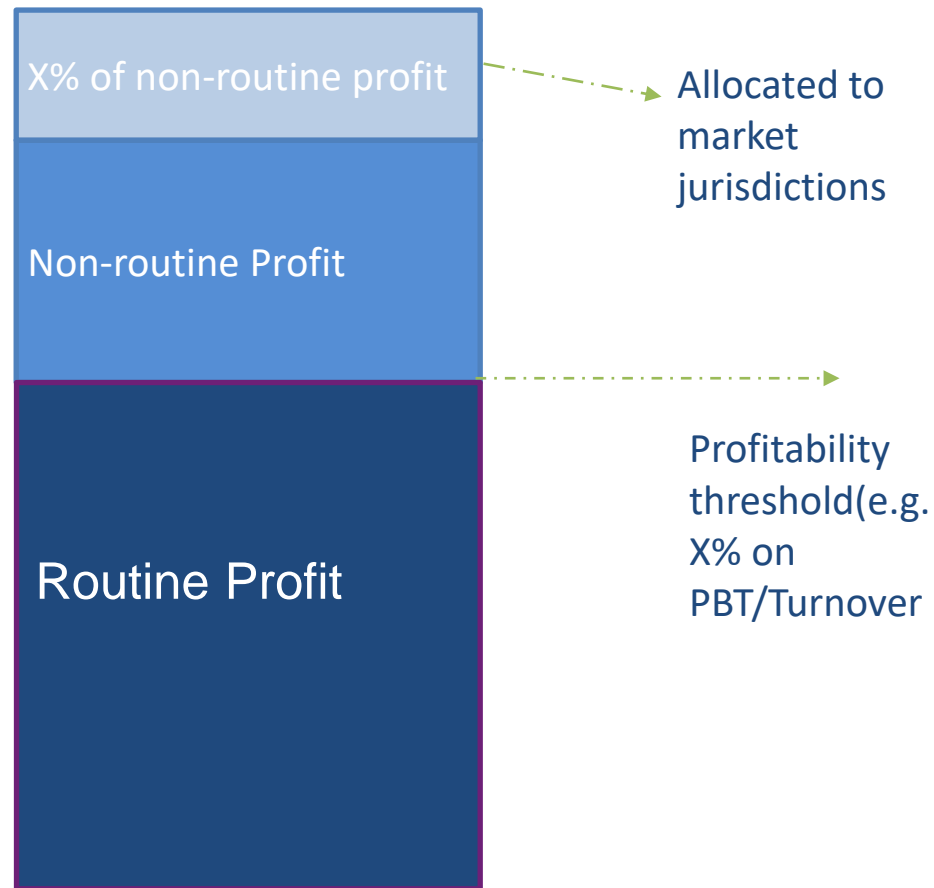 X% of non-routine profit
Allocated to
market
jurisdictions
Non-routine Profit
Profitability
threshold(e.g.
X% on
PBT/Turnover
Routine Profit